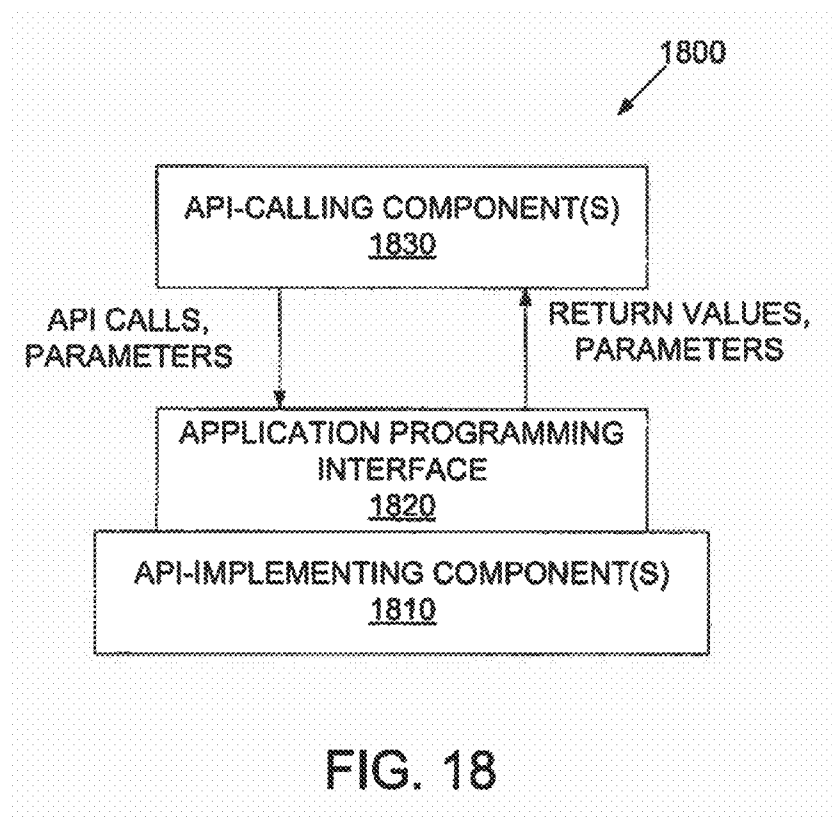 1800
API-CALLING COMPONENT(S)
1830
API CALLS,
PARAMETERS
RETURN VALUES,
PARAMETERS
APPLICATION PROGRAMMING
INTERFACE
1820
API-IMPLEMENTING COMPONENT(S)
1810
FIG. 18